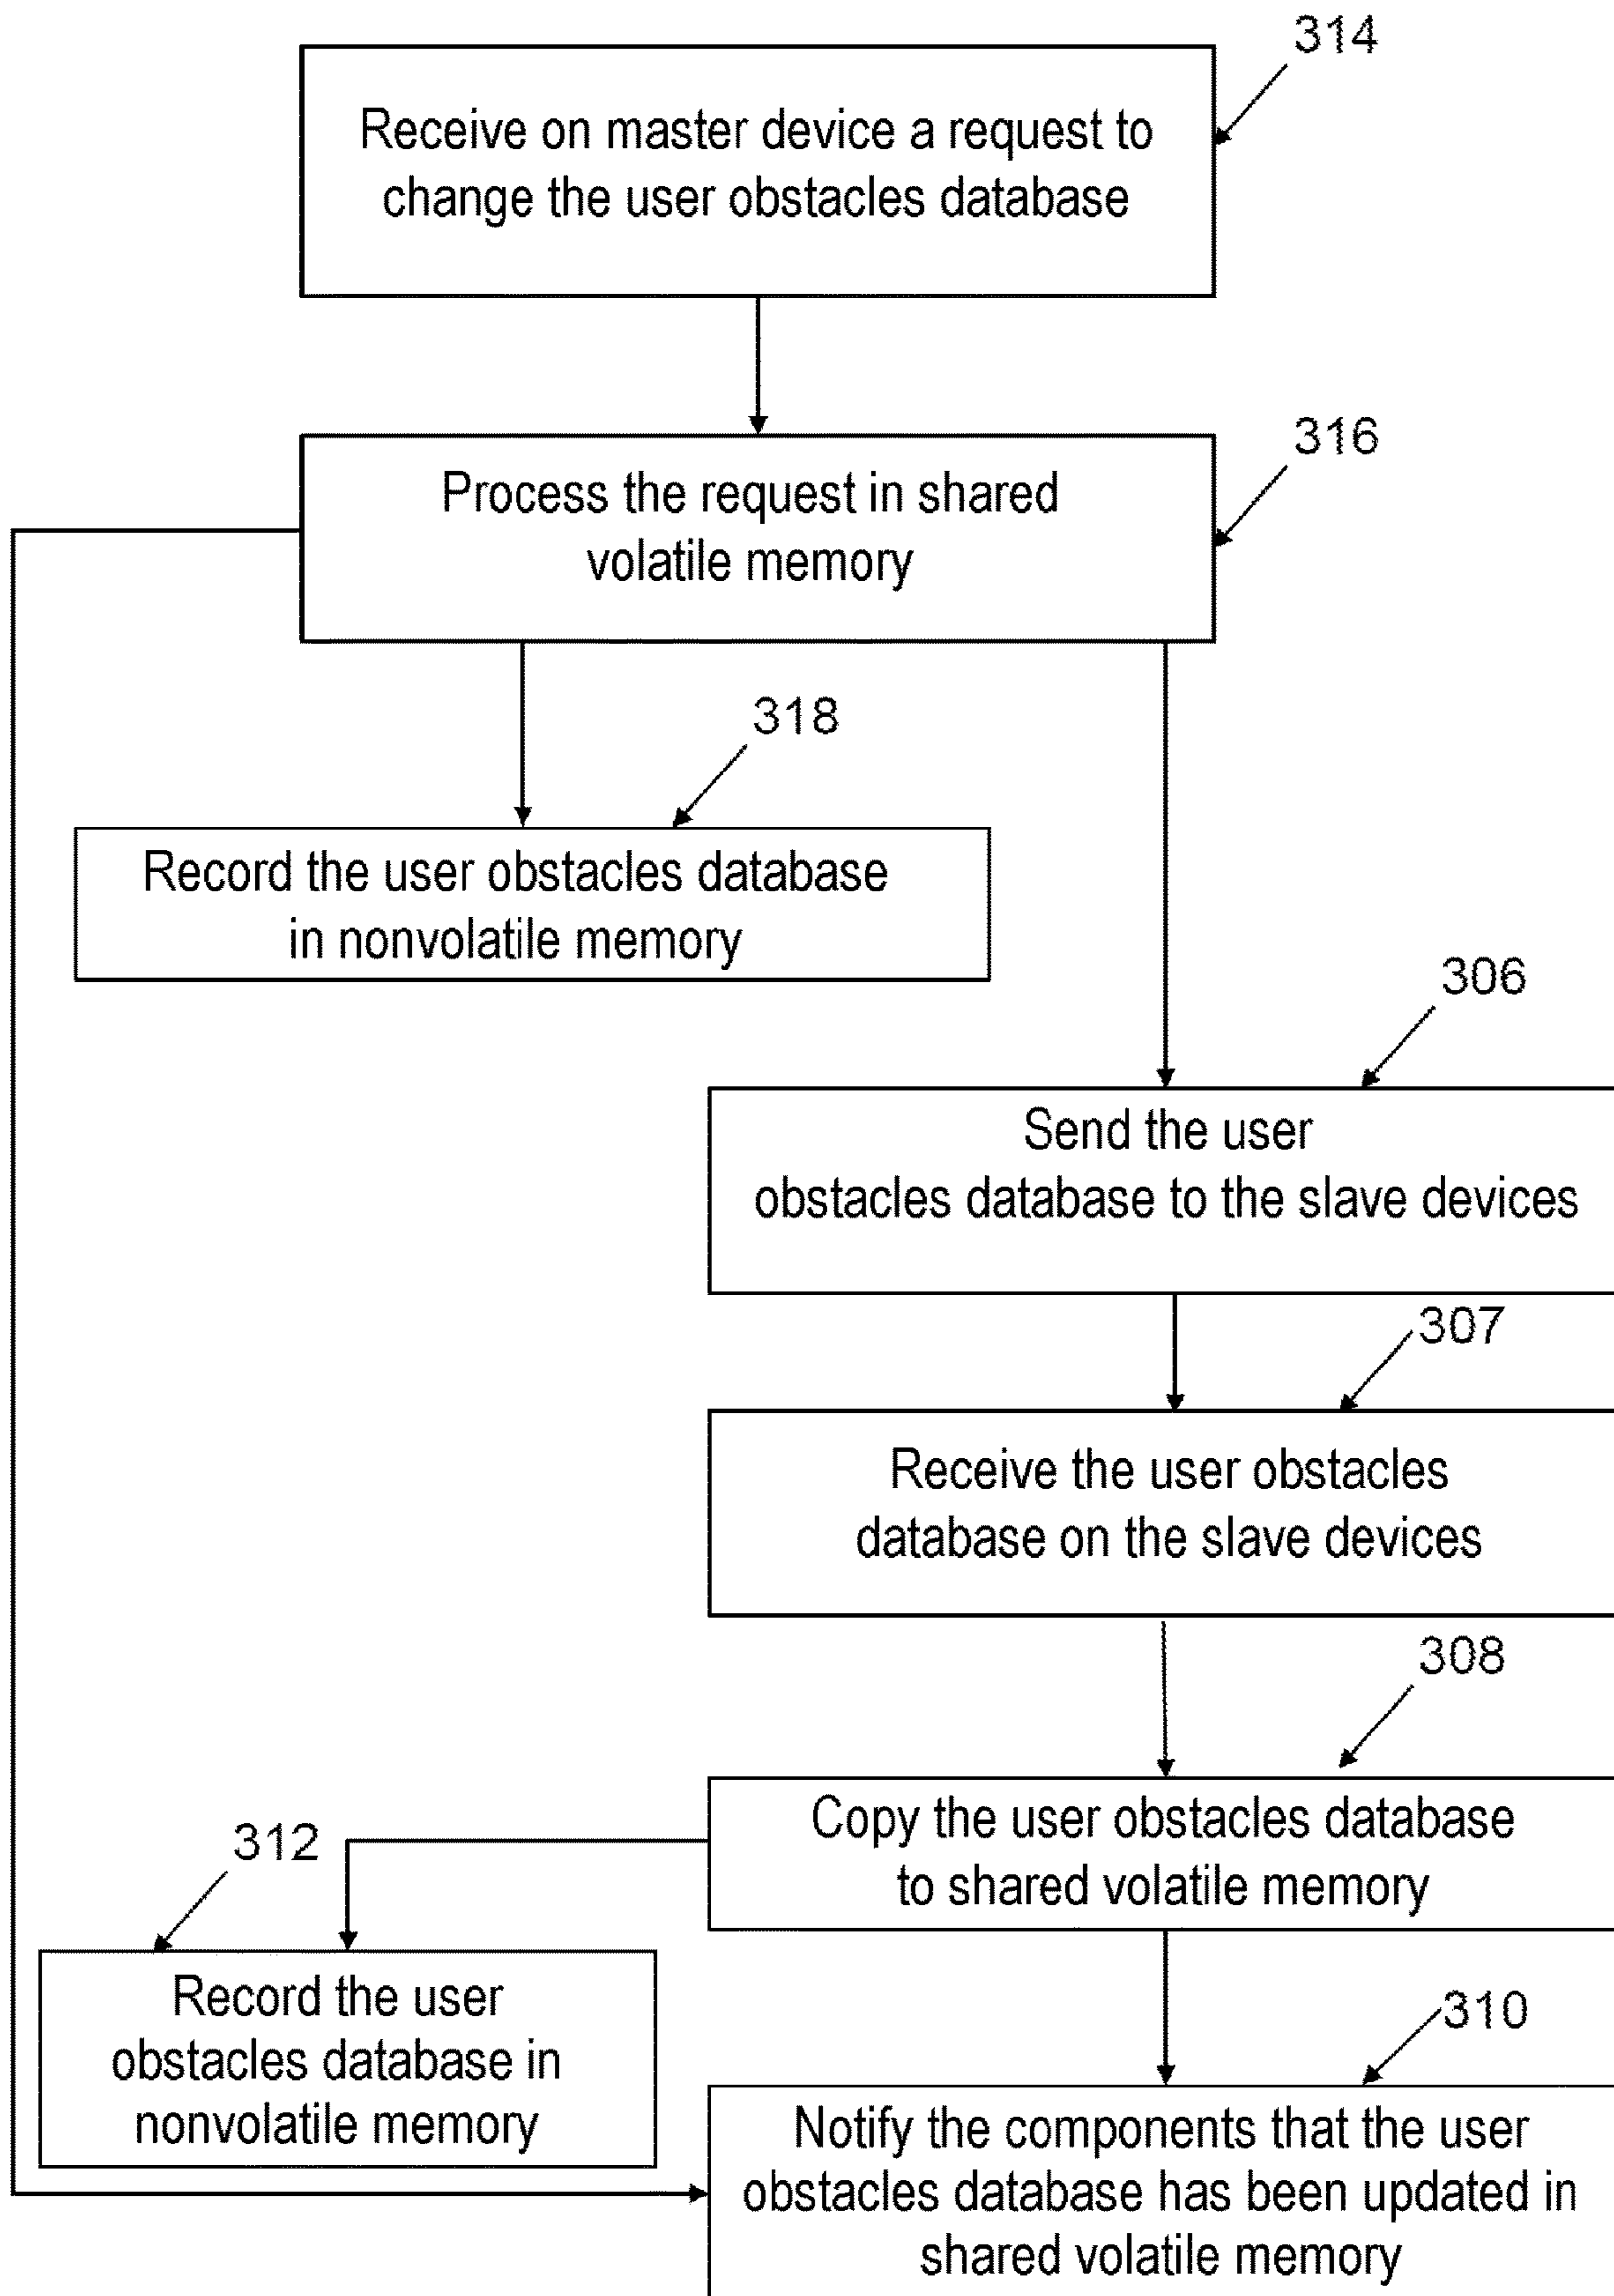 314
Receive on master device a request to
change the user obstacles database
316
Process the request in shared
volatile memory
318
Record the user obstacles database
in nonvolatile memory
306
Send the user
obstacles database to the slave devices
307
Receive the user obstacles
database on the slave devices
308
Copy the user obstacles database
to shared volatile memory
312
Record the user
obstacles database in
nonvolatile memory
310
Notify the components that the user
obstacles database has been updated in
shared volatile memory